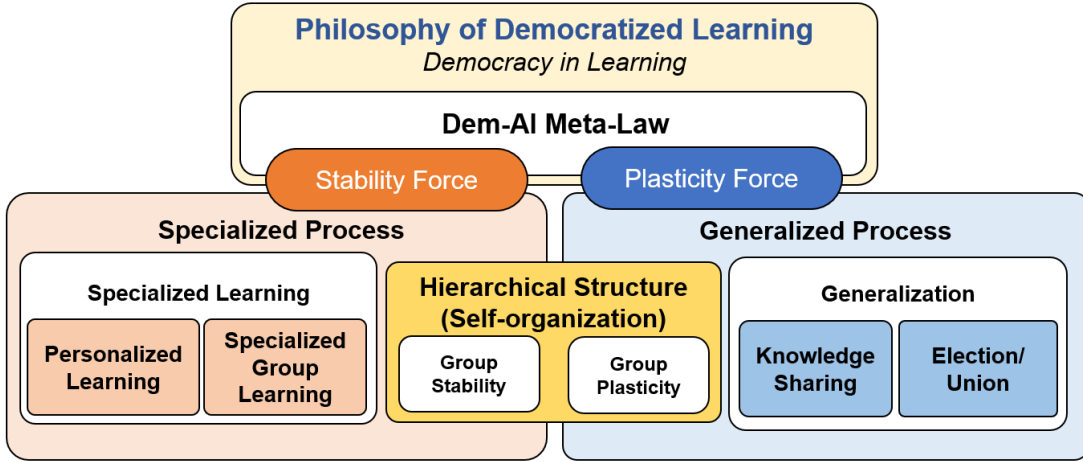 Philosophy of Democratized Learning
Democracy in Learning
Dem-AI Meta-Law
Stability Force
Plasticity Force
Specialized Process
Specialized Learning
Personalized
Learning
Specialized
Group
Learning
Hierarchical Structure
(Self-organization)
Group
Stability
Group
Plasticity
Generalized Process
Generalization
Knowledge
Sharing
Election/
Union